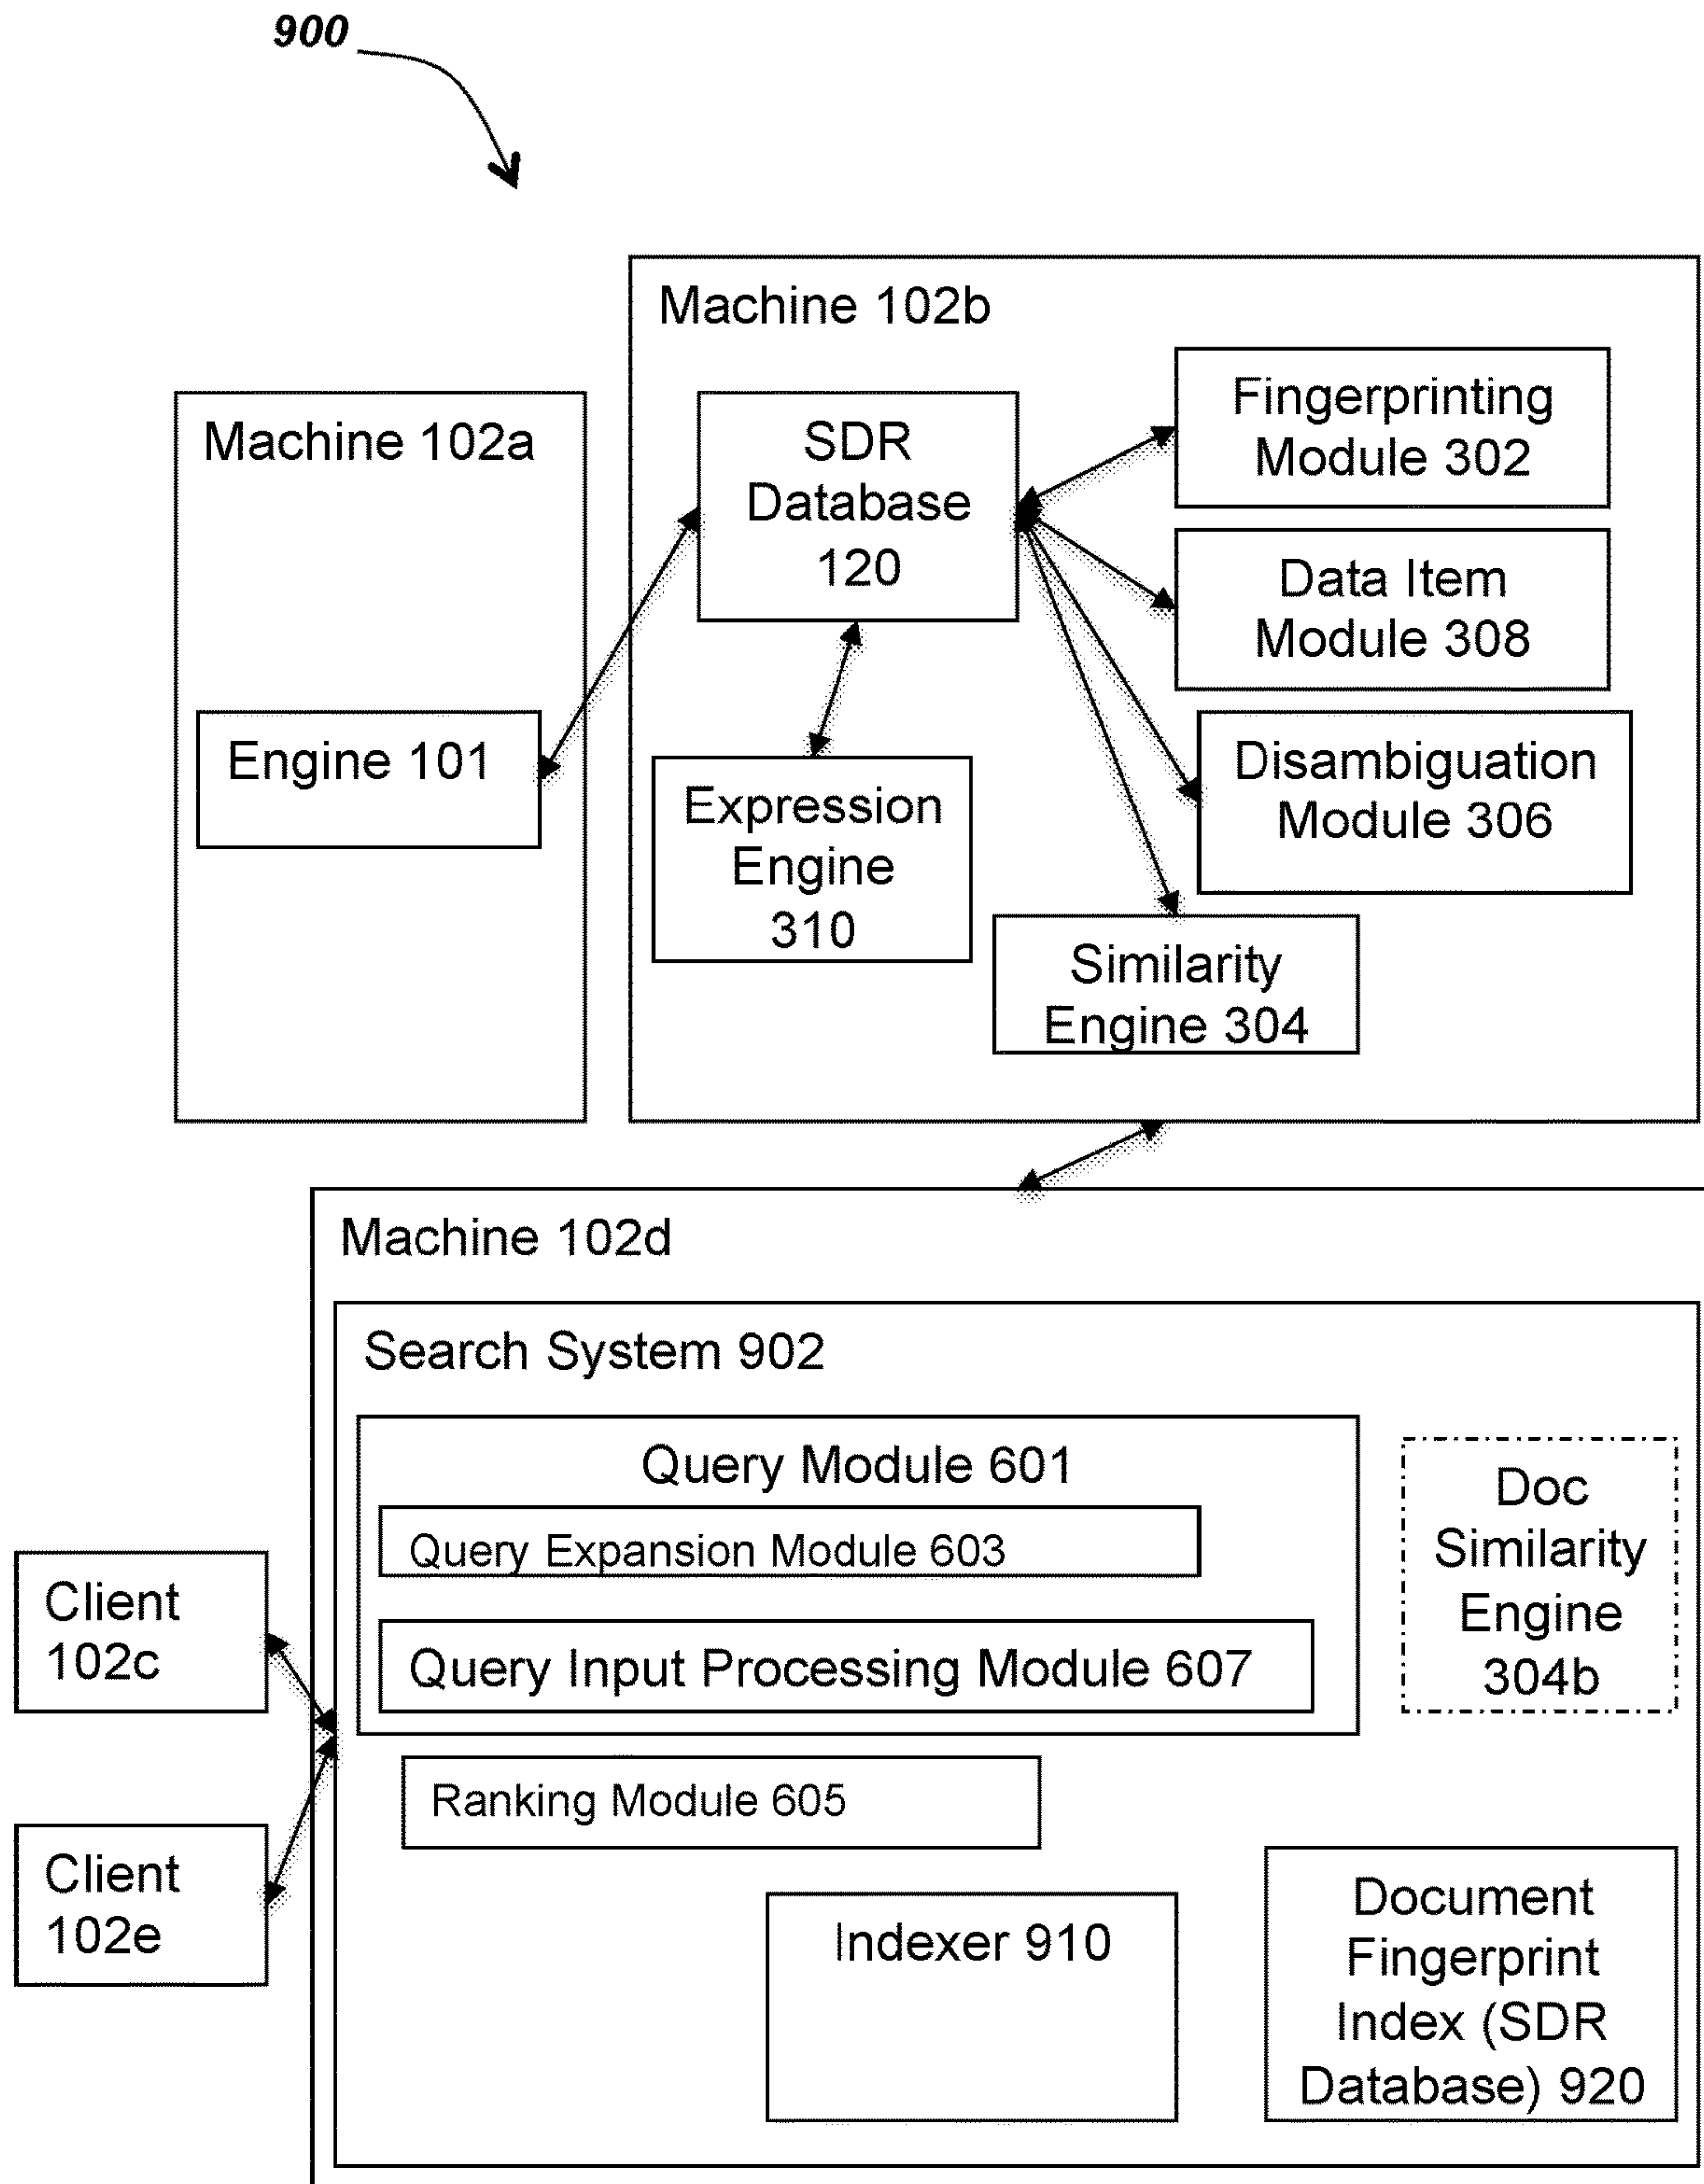 900
Machine 102b
Machine 102a
SDR
Database
120
Fingerprinting
Module 302
Data Item
Module 308
Engine 101
Expression
Engine
310
Disambiguation
Module 306
Similarity
Engine 304
Machine 102d
Search System 902
Query Module 601
Query Expansion Module 603
Query Input Processing Module 607
Doc
Similarity
Engine
304b
Client
102c
Ranking Module 605
Client
102e
Indexer 910
Document
Fingerprint
Index (SDR
Database) 920